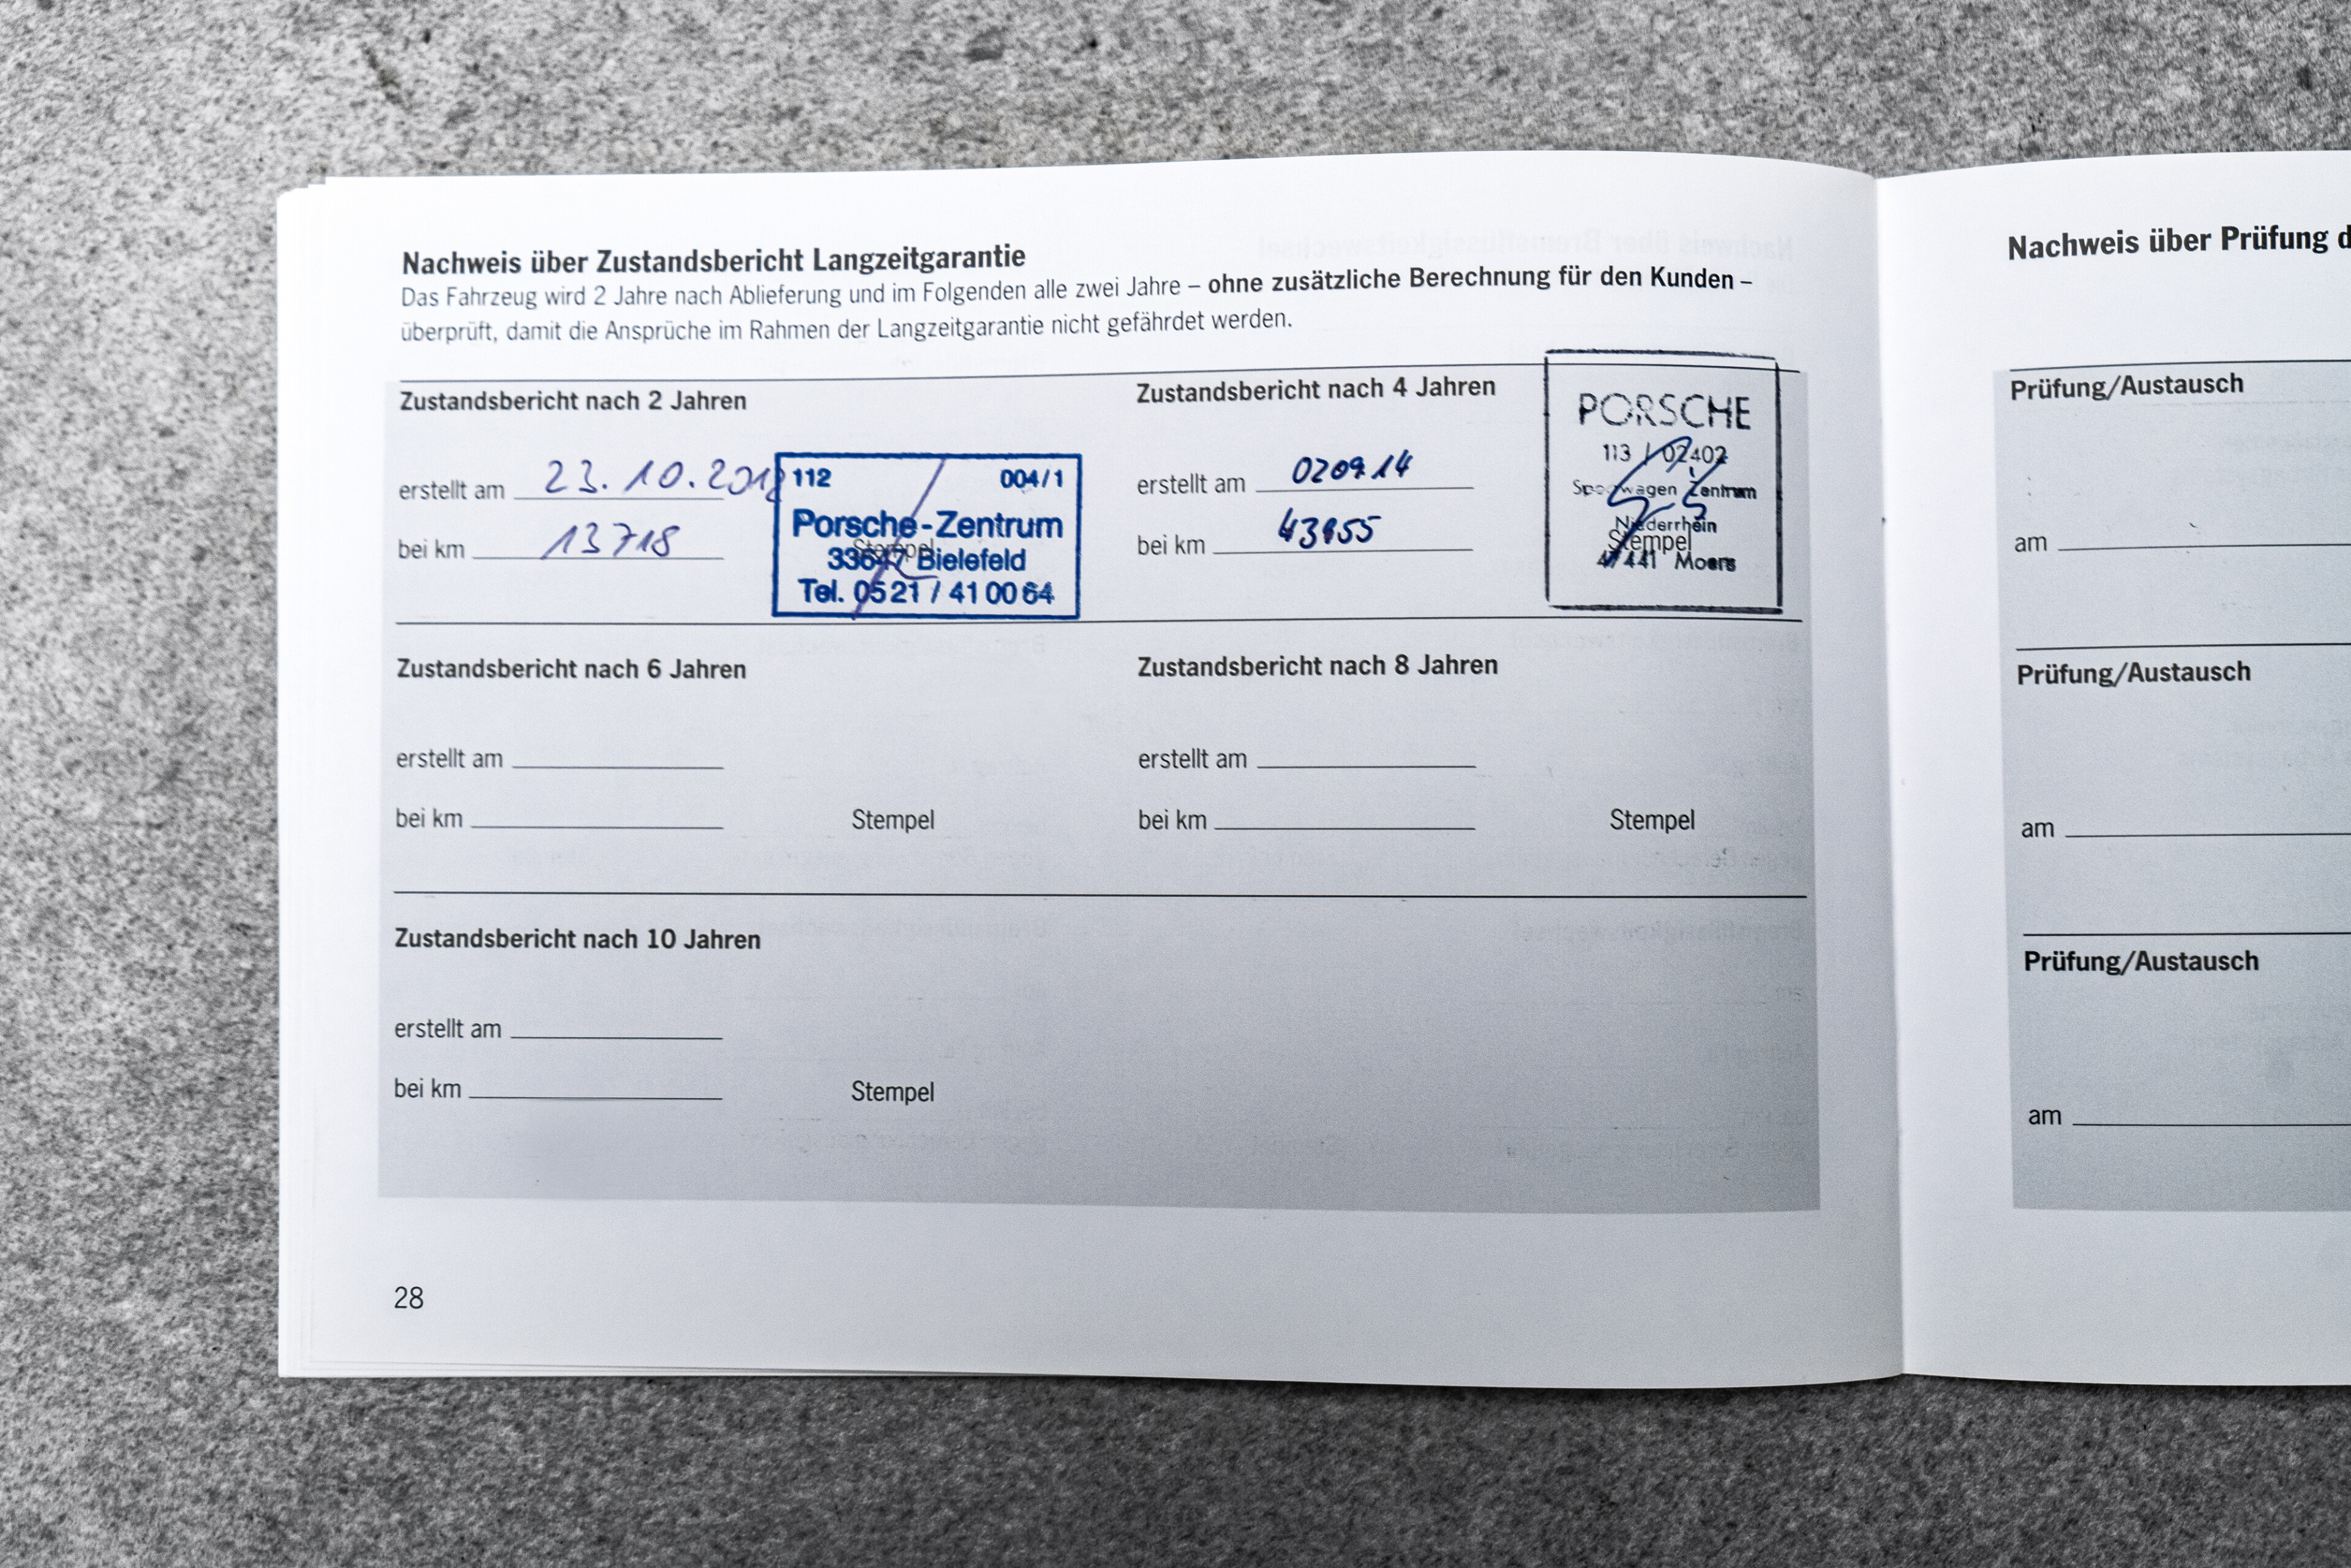 Nachweis über Zustandsbericht Langzeitgarantie
Das Fahrzeug wird 2 Jahre nach Ablieferung und im Folgenden alle zwei Jahre – ohne zusätzliche Berechnung für den Kunden –
überprüft, damit die Ansprüche im Rahmen der Langzeitgarantie nicht gefährdet werden.
Zustandsbericht nach 2 Jahren
erstellt am 23.10.2012
bei km 13718
112 004/1
Porsche-Zentrum
Stempel
33647 Bielefeld
Tel. 0521 / 41 00 64
Zustandsbericht nach 4 Jahren
erstellt am 020914
bei km
PORSCHE
113 / 02402
Sportwagen Zentrum
Niederrhein
Stempel
47441 Moers
Zustandsbericht nach 6 Jahren
erstellt am
bei km
Stempel
Zustandsbericht nach 8 Jahren
erstellt am
bei km
Stempel
Zustandsbericht nach 10 Jahren
erstellt am
bei km
Stempel
28
Nachweis über Prüfung
Prüfung/Austausch
am
Prüfung/Austausch
am
Prüfung/Austausch
am